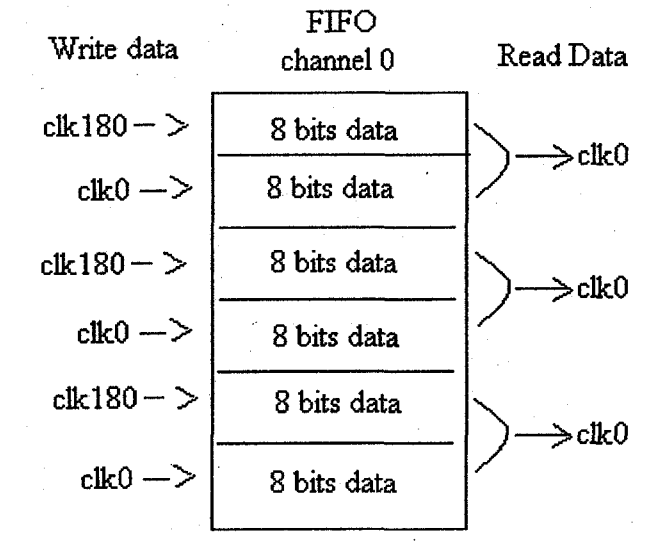 Write data
FIFO
channel 0
Read Data
clk180 -> 8 bits data
->clk0
clk0 -> 8 bits data
clk180 -> 8 bits data
->clk0
clk0 -> 8 bits data
clk180 -> 8 bits data
->clk0
clk0 -> 8 bits data